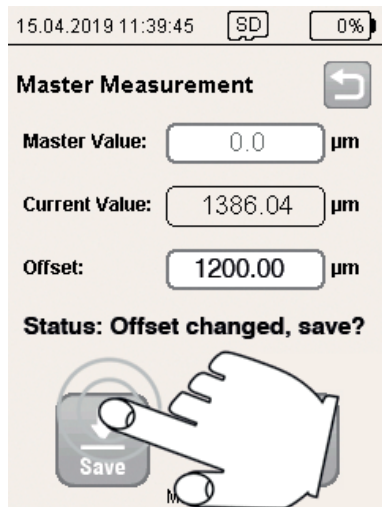 15.04.2019 11:39:45 SD 0%
Master Measurement
Master Value: 0.0 µm
Current Value: 1386.04 µm
Offset: 1200.00 µm
Status: Offset changed, save?
Save
M